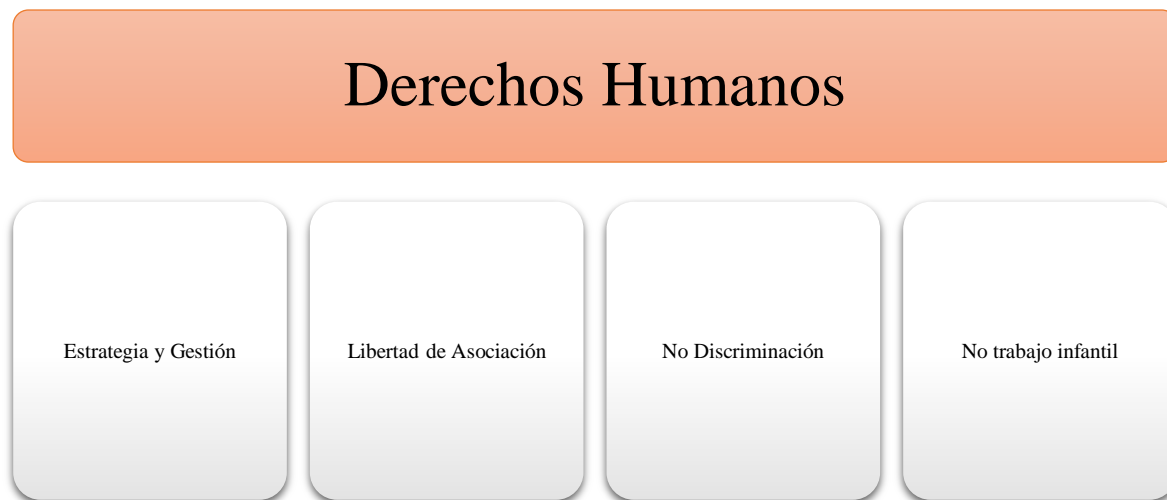 Derechos Humanos
Estrategia y Gestión
Libertad de Asociación
No Discriminación
No trabajo infantil